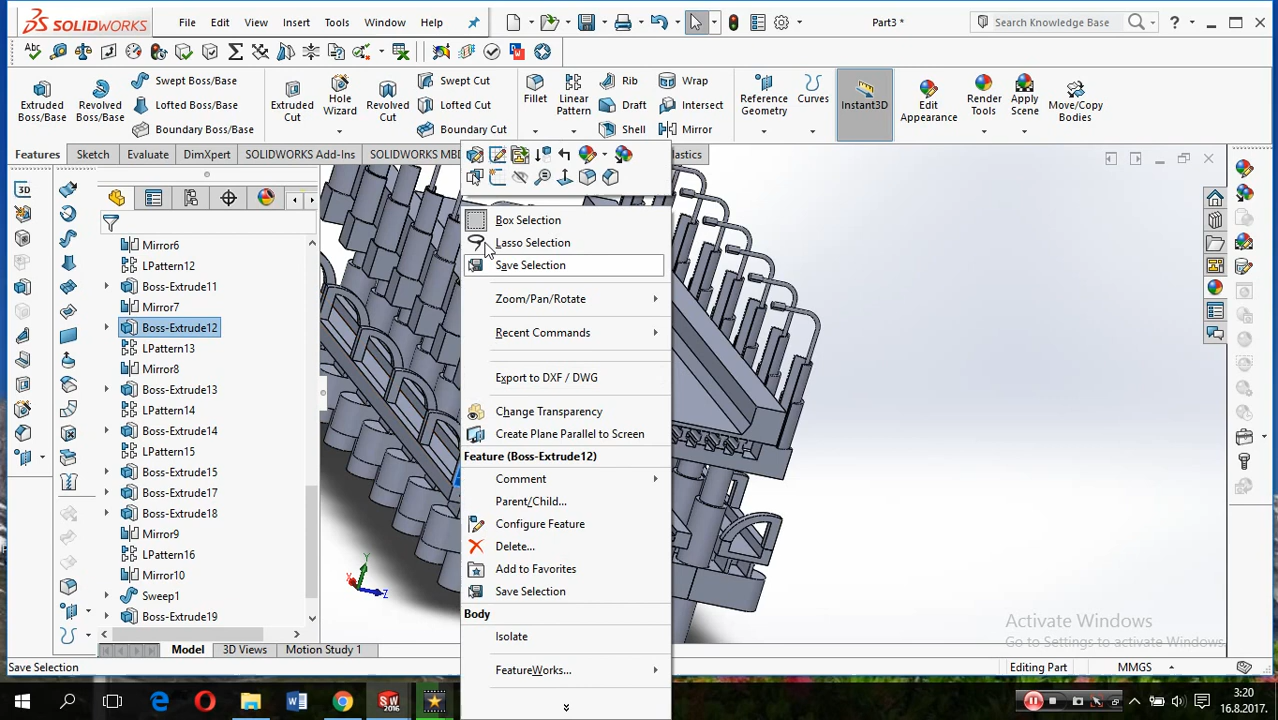 SOLIDWORKS File Edit View Insert Tools Window Help Part3 * Search Knowledge Base ?
Extruded Boss/Base
Revolved Boss/Base
Swept Boss/Base
Lofted Boss/Base
Boundary Boss/Base
Extruded Cut
Hole Wizard
Revolved Cut
Swept Cut
Lofted Cut
Boundary Cut
Fillet
Linear Pattern
Rib
Draft
Shell
Wrap
Intersect
Mirror
Reference Geometry
Curves
Instant3D
Edit Appearance
Render Tools
Apply Scene
Move/Copy Bodies
Features Sketch Evaluate DimXpert SOLIDWORKS Add-Ins SOLIDWORKS MBD
Mirror6
LPattern12
Boss-Extrude11
Mirror7
Boss-Extrude12
LPattern13
Mirror8
Boss-Extrude13
LPattern14
Boss-Extrude14
LPattern15
Boss-Extrude15
Boss-Extrude17
Boss-Extrude18
Mirror9
LPattern16
Mirror10
Sweep1
Boss-Extrude19
Box Selection
Lasso Selection
Save Selection
Zoom/Pan/Rotate
Recent Commands
Export to DXF / DWG
Change Transparency
Create Plane Parallel to Screen
Feature (Boss-Extrude12)
Comment
Parent/Child...
Configure Feature
Delete...
Add to Favorites
Save Selection
Body
Isolate
FeatureWorks...
Y
X
Z
Activate Windows
Go to Settings to activate Windows.
Model 3D Views Motion Study 1
Save Selection Editing Part MMGS
SW 2016
3:20
16.8.2017.